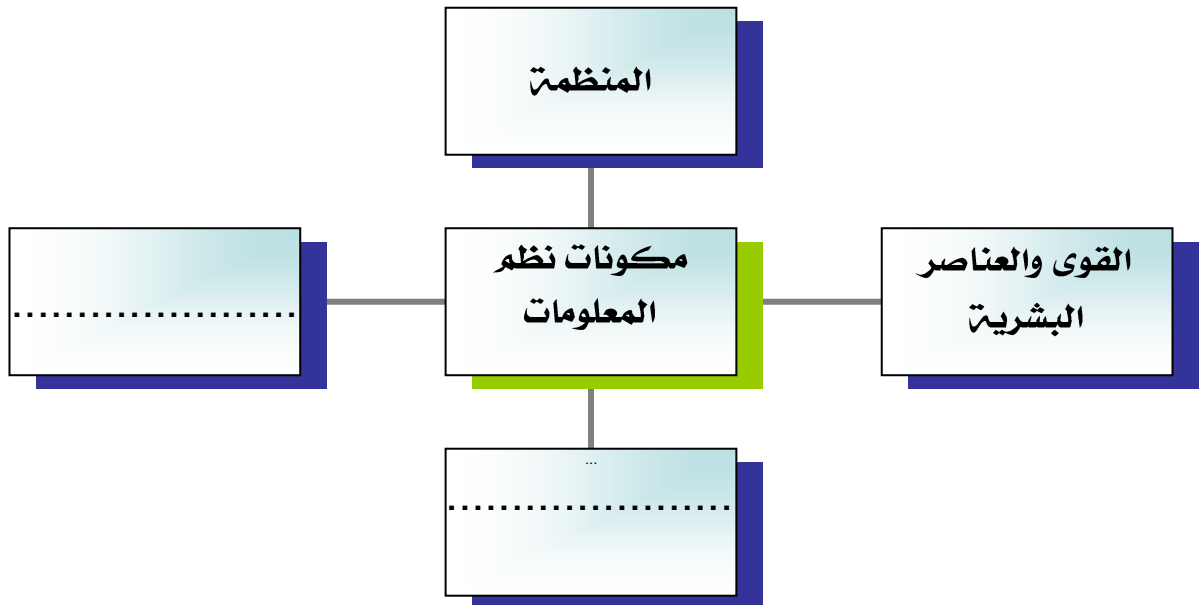 المنظمة
مكونات نظم
المعلومات
القوى والعناصر
البشرية
......................
...
......................